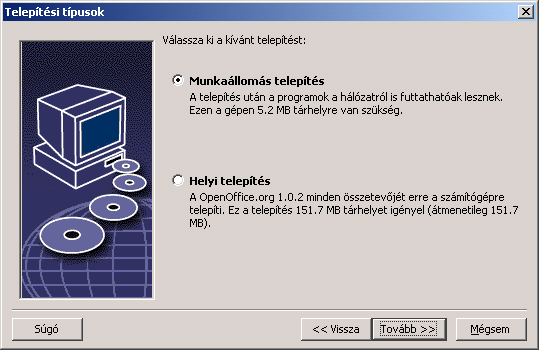 Telepítési típusok
Válassza ki a kívánt telepítést:
Munkaállomás telepítés
A telepítés után a programok a hálózatról is futtathatóak lesznek.
Ezen a gépen 5.2 MB tárhelyre van szükség.
Helyi telepítés
A OpenOffice.org 1.0.2 minden összetevőjét erre a számítógépre
telepíti. Ez a telepítés 151.7 MB tárhelyet igényel (átmenetileg 151.7
MB).
Súgó
<< Vissza
Tovább >>
Mégsem